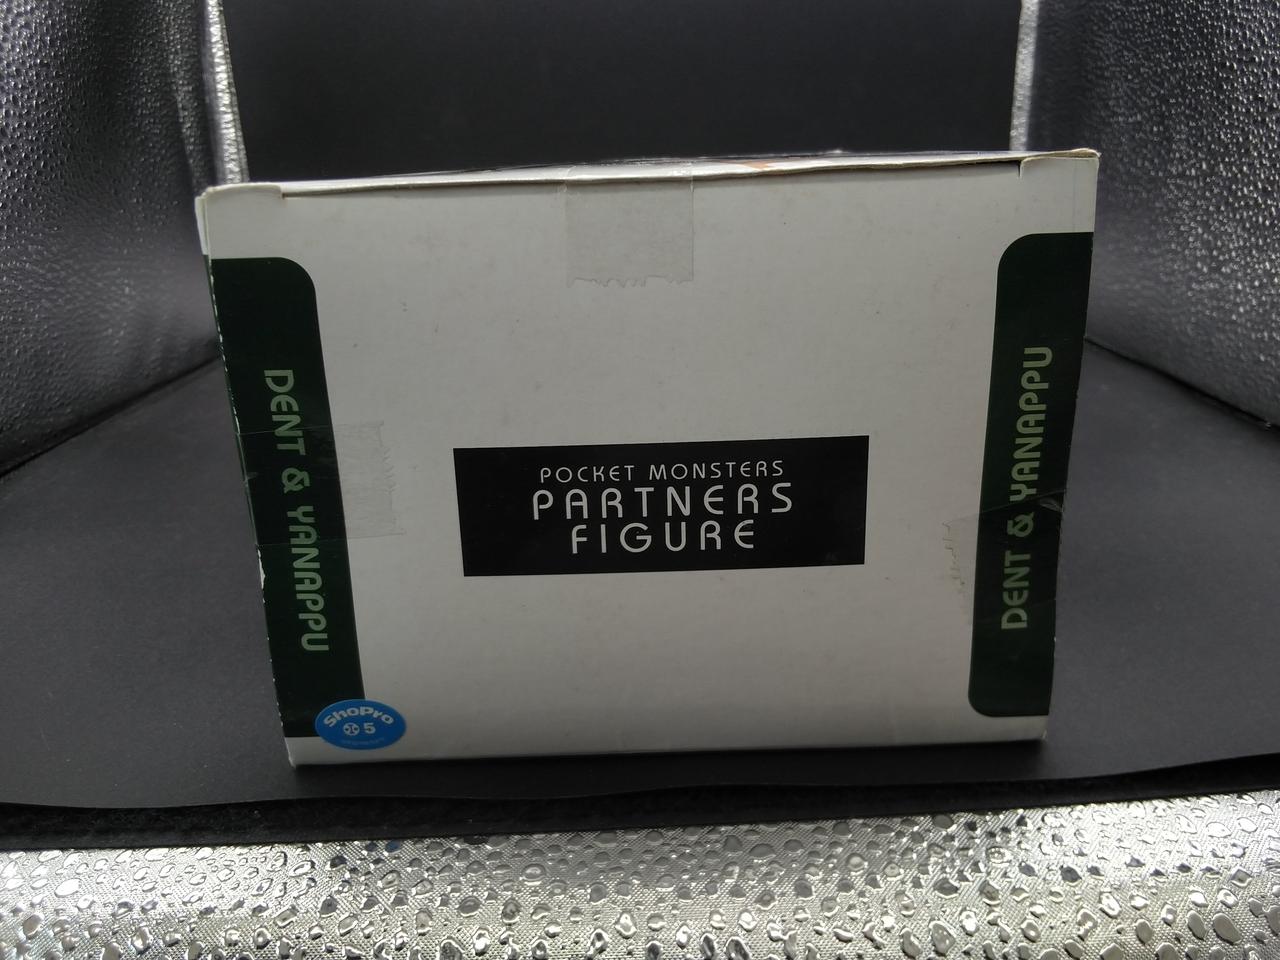 DENT & YANAPPU
POCKET MONSTERS
PARTNERS
FIGURE
DENT & YANAPPU
ShoPro
5